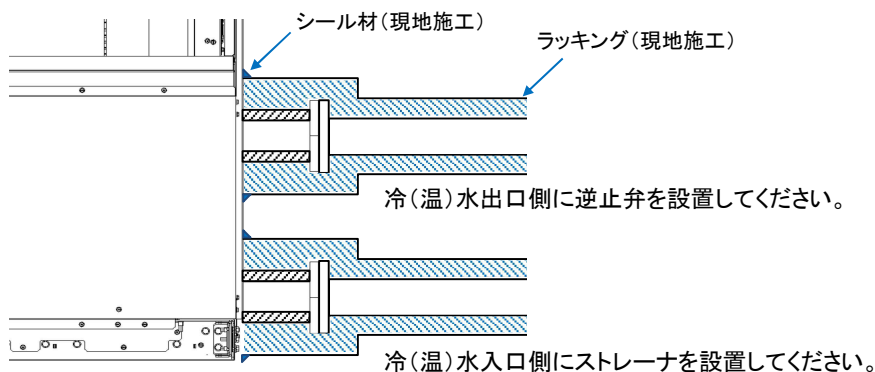 シール材（現地施工）
ラッキング（現地施工）
冷（温）水出口側に逆止弁を設置してください。
冷（温）水入口側にストレーナを設置してください。